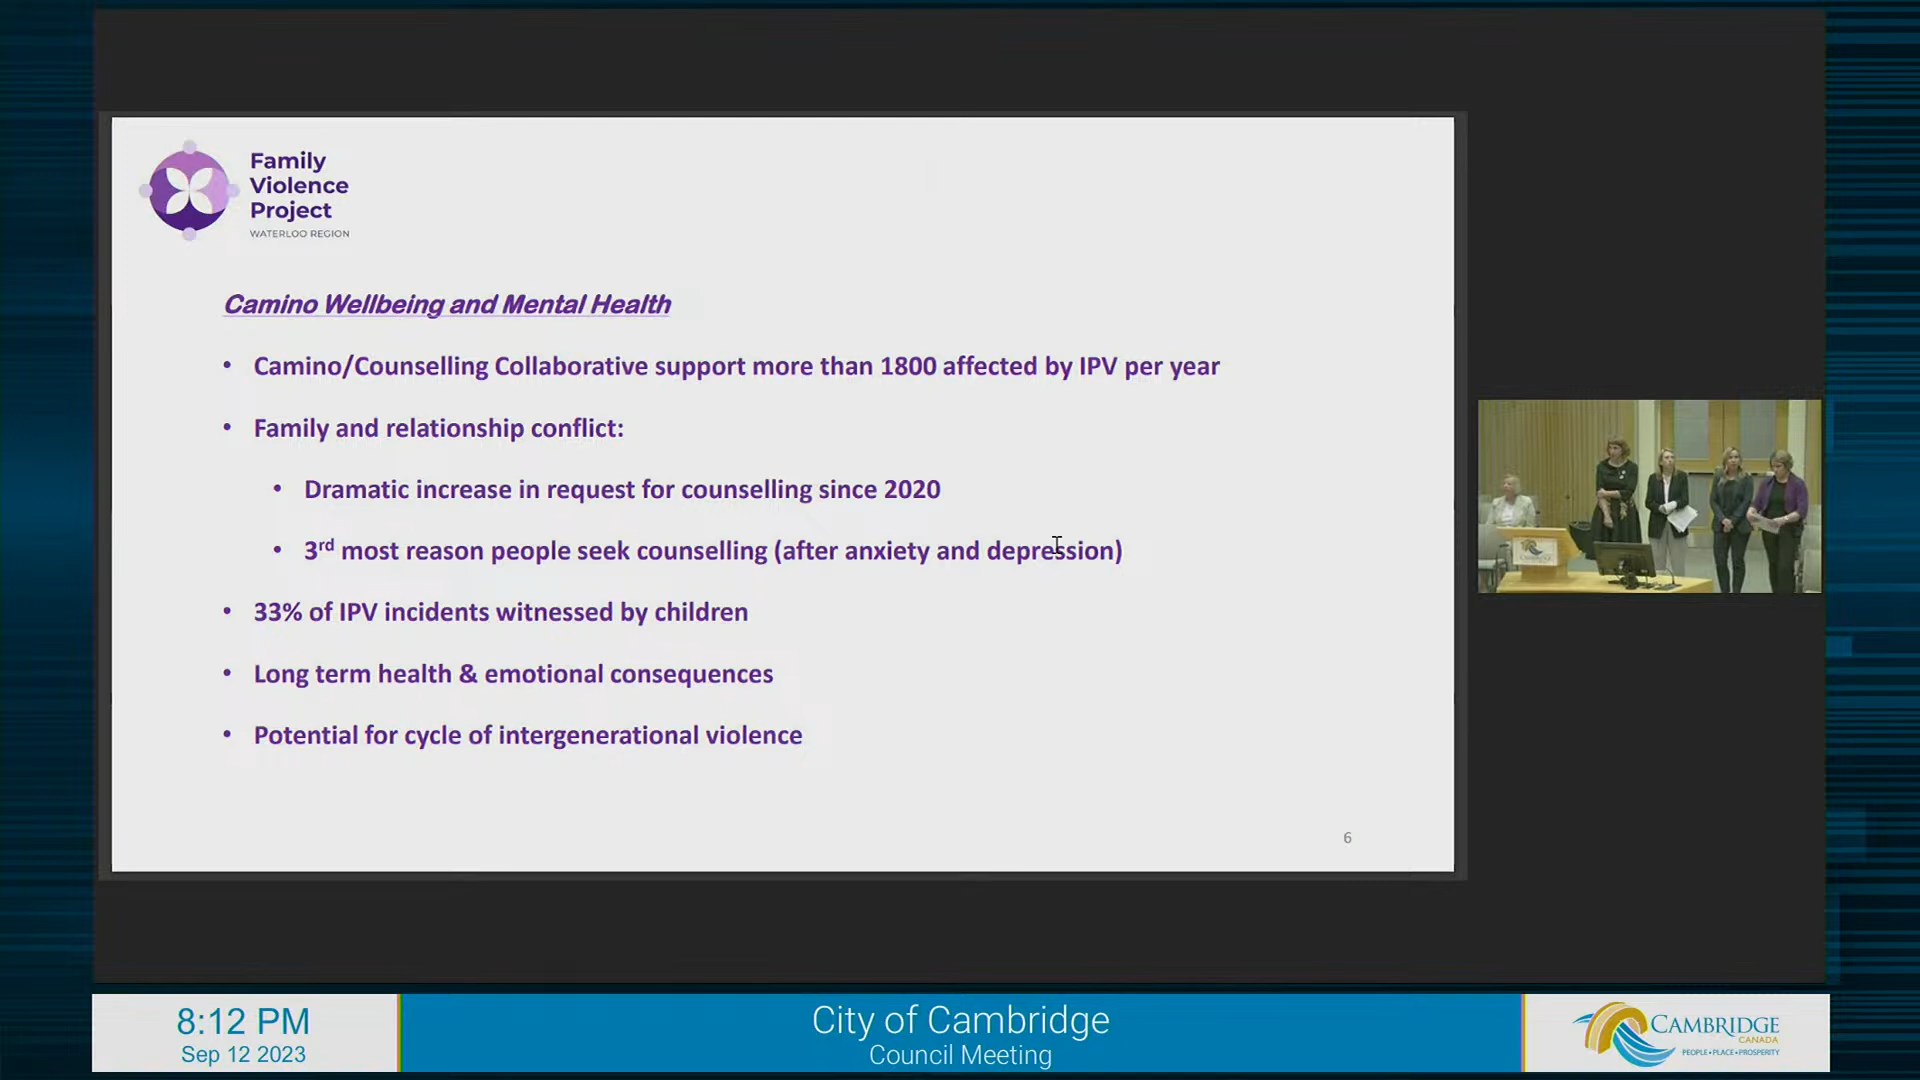 Family
Violence
Project
WATERLOO REGION
Camino Wellbeing and Mental Health
• Camino/Counselling Collaborative support more than 1800 affected by IPV per year
• Family and relationship conflict:
• Dramatic increase in request for counselling since 2020
• 3rd most reason people seek counselling (after anxiety and depression)
• 33% of IPV incidents witnessed by children
• Long term health & emotional consequences
• Potential for cycle of intergenerational violence
6
8:12 PM
Sep 12 2023
City of Cambridge
Council Meeting
CAMBRIDGE
CANADA
PEOPLE•PLACE•PROSPERITY